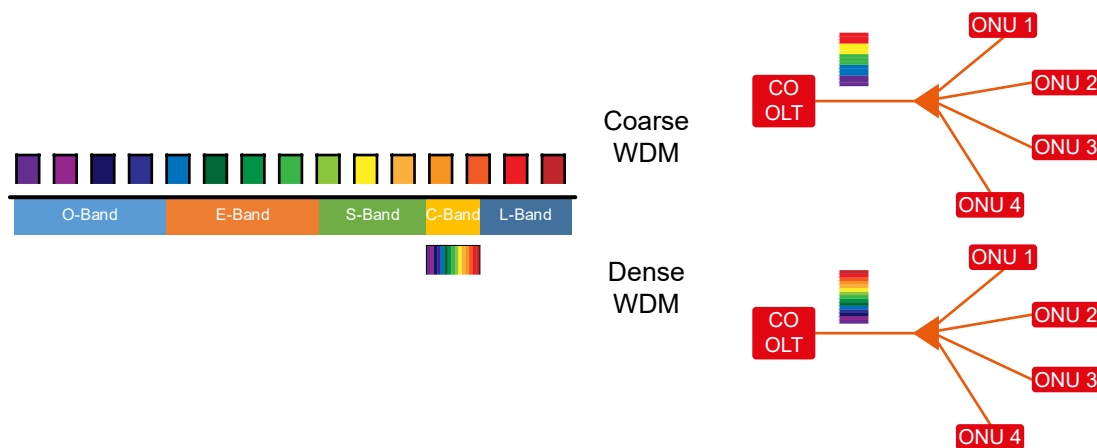 O-Band
E-Band
S-Band
C-Band
L-Band
Coarse
WDM
CO
OLT
ONU 1
ONU 2
ONU 3
ONU 4
Dense
WDM
CO
OLT
ONU 1
ONU 2
ONU 3
ONU 4